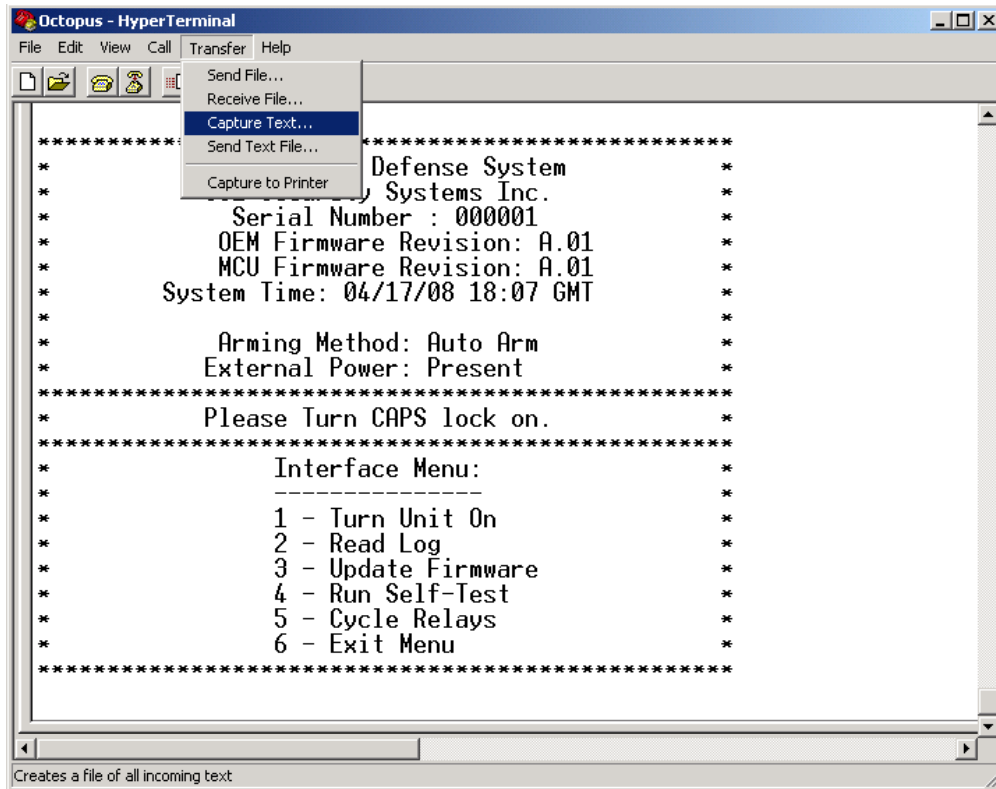 Octopus - HyperTerminal
File Edit View Call Transfer Help
Send File...
Receive File...
Capture Text...
Send Text File...
Capture to Printer
****************************************************
* Defense System *
* Systems Inc. *
* Serial Number : 000001 *
* OEM Firmware Revision: A.01 *
* MCU Firmware Revision: A.01 *
* System Time: 04/17/08 18:07 GMT *
* *
* Arming Method: Auto Arm *
* External Power: Present *
****************************************************
* Please Turn CAPS lock on. *
****************************************************
* Interface Menu: *
* --------------- *
* 1 - Turn Unit On *
* 2 - Read Log *
* 3 - Update Firmware *
* 4 - Run Self-Test *
* 5 - Cycle Relays *
* 6 - Exit Menu *
****************************************************
Creates a file of all incoming text